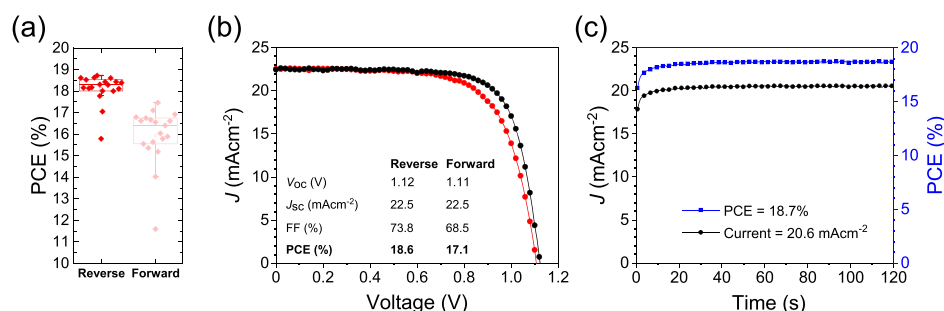 (a)
PCE (%)
20
19
18
17
16
15
14
13
12
11
10
Reverse Forward
(b)
J (mAcm-2)
25
20
15
10
5
0
Reverse Forward
VOC (V) 1.12 1.11
JSC (mAcm-2) 22.5 22.5
FF (%) 73.8 68.5
PCE (%) 18.6 17.1
0.0 0.2 0.4 0.6 0.8 1.0 1.2
Voltage (V)
(c)
J (mAcm-2)
25
20
15
10
5
0
PCE = 18.7%
Current = 20.6 mAcm-2
0 20 40 60 80 100 120
Time (s)
20
15
10
5
0
PCE (%)